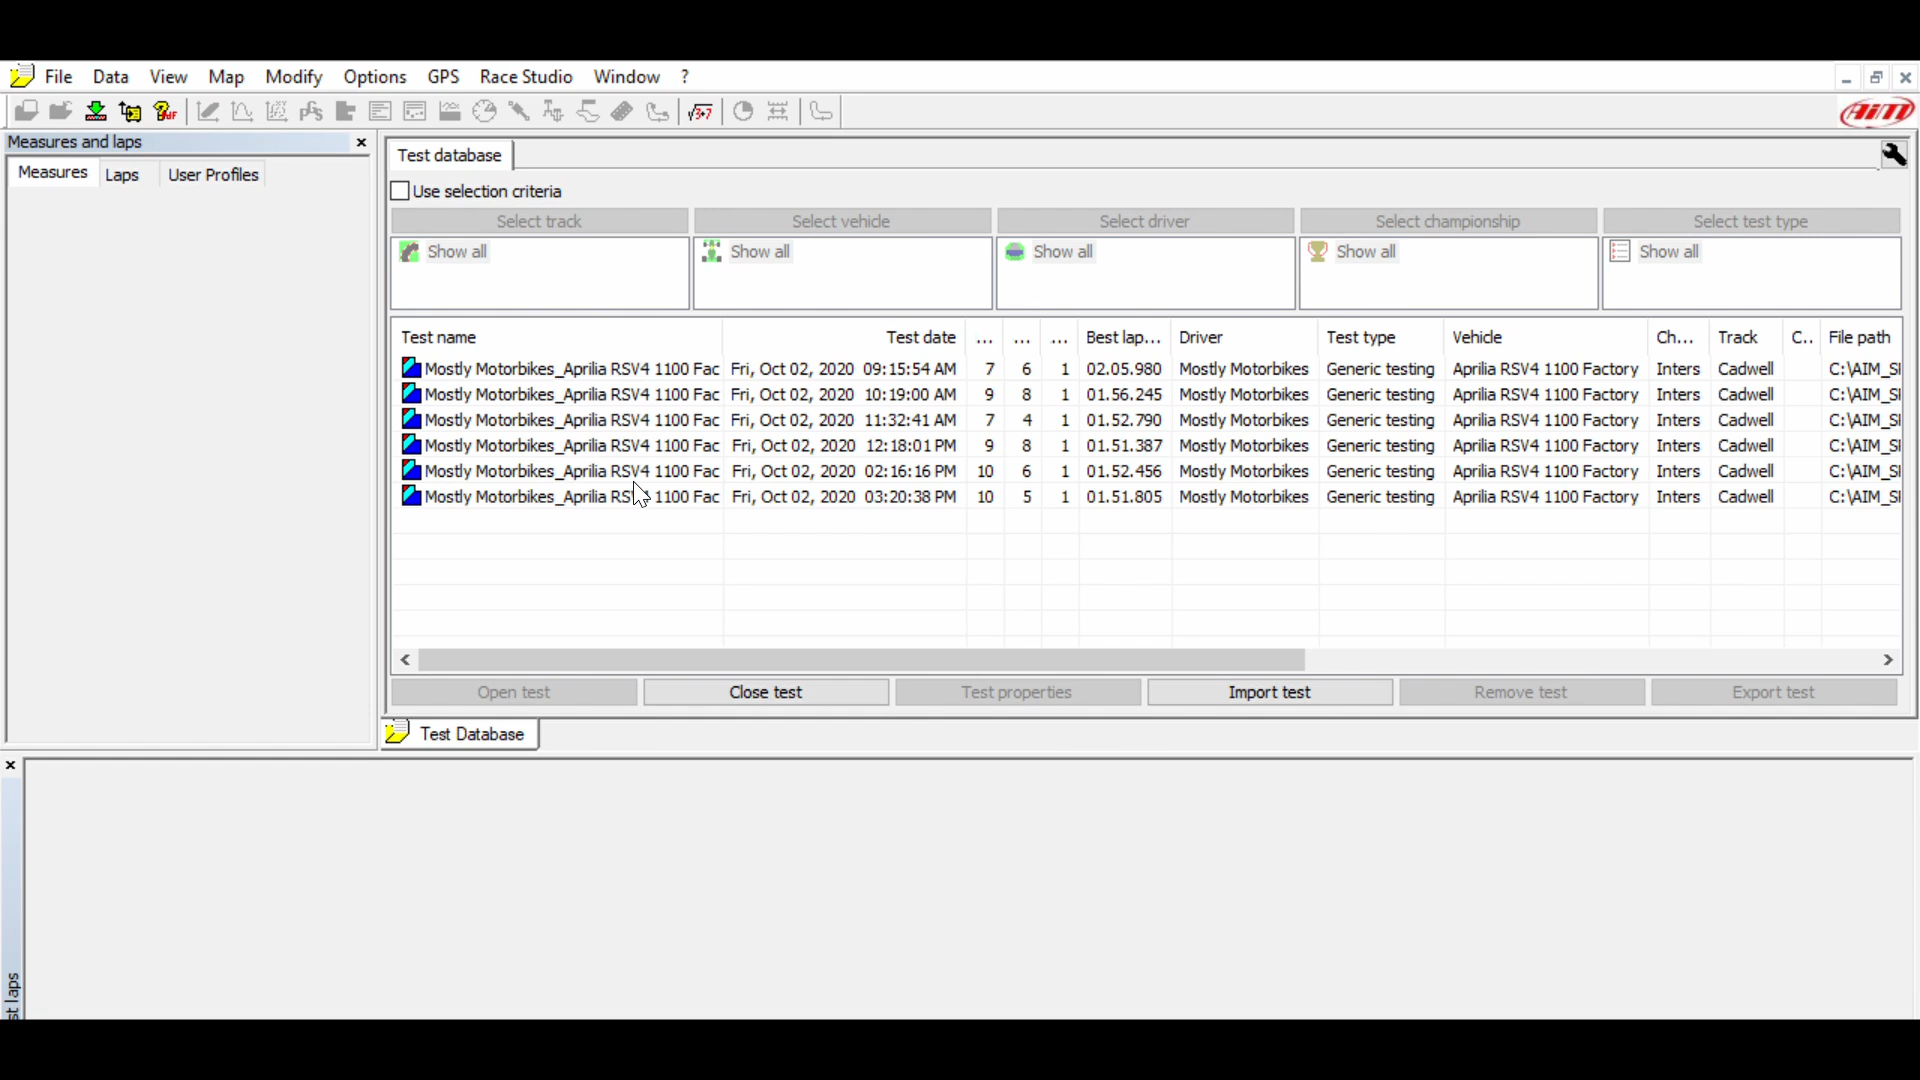 File Data View Map Modify Options GPS Race Studio Window ?
AiM
Measures and laps
Measures Laps User Profiles
Test database
Use selection criteria
Select track Select vehicle Select driver Select championship Select test type
Show all Show all Show all Show all Show all
Test name Test date ... ... ... Best lap... Driver Test type Vehicle Ch... Track C.. File path
Mostly Motorbikes_Aprilia RSV4 1100 Fac Fri, Oct 02, 2020 09:15:54 AM 7 6 1 02.05.980 Mostly Motorbikes Generic testing Aprilia RSV4 1100 Factory Inters Cadwell C:\AIM_S
Mostly Motorbikes_Aprilia RSV4 1100 Fac Fri, Oct 02, 2020 10:19:00 AM 9 8 1 01.56.245 Mostly Motorbikes Generic testing Aprilia RSV4 1100 Factory Inters Cadwell C:\AIM_S
Mostly Motorbikes_Aprilia RSV4 1100 Fac Fri, Oct 02, 2020 11:32:41 AM 7 4 1 01.52.790 Mostly Motorbikes Generic testing Aprilia RSV4 1100 Factory Inters Cadwell C:\AIM_S
Mostly Motorbikes_Aprilia RSV4 1100 Fac Fri, Oct 02, 2020 12:18:01 PM 9 8 1 01.51.387 Mostly Motorbikes Generic testing Aprilia RSV4 1100 Factory Inters Cadwell C:\AIM_S
Mostly Motorbikes_Aprilia RSV4 1100 Fac Fri, Oct 02, 2020 02:16:16 PM 10 6 1 01.52.456 Mostly Motorbikes Generic testing Aprilia RSV4 1100 Factory Inters Cadwell C:\AIM_S
Mostly Motorbikes_Aprilia RSV4 1100 Fac Fri, Oct 02, 2020 03:20:38 PM 10 5 1 01.51.805 Mostly Motorbikes Generic testing Aprilia RSV4 1100 Factory Inters Cadwell C:\AIM_S
Open test Close test Test properties Import test Remove test Export test
Test Database
st laps